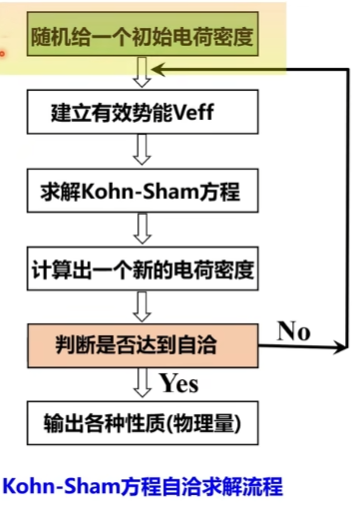 随机给一个初始电荷密度
建立有效势能Veff
求解Kohn-Sham方程
计算出一个新的电荷密度
判断是否达到自洽
No
Yes
输出各种性质(物理量)
Kohn-Sham方程自洽求解流程